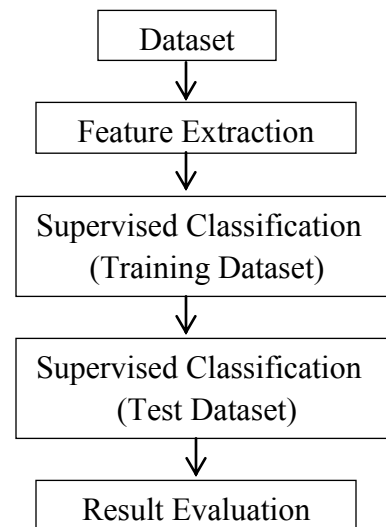 Dataset
Feature Extraction
Supervised Classification
(Training Dataset)
Supervised Classification
(Test Dataset)
Result Evaluation